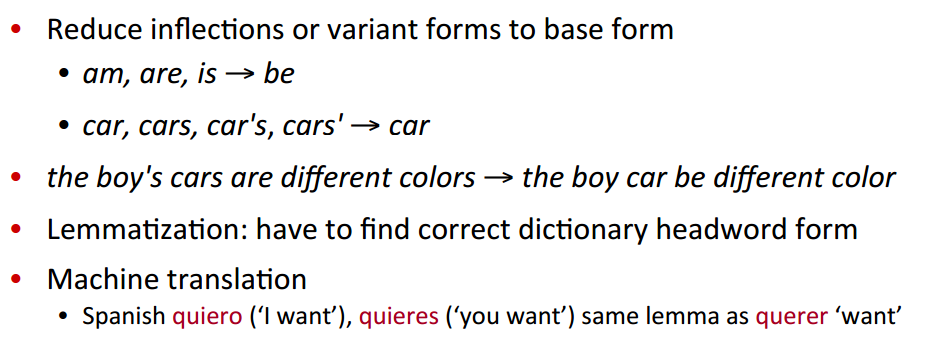 • Reduce inflections or variant forms to base form
• am, are, is → be
• car, cars, car's, cars' → car
• the boy's cars are different colors → the boy car be different color
• Lemmatization: have to find correct dictionary headword form
• Machine translation
• Spanish quiero (‘I want’), quieres (‘you want’) same lemma as querer ‘want’